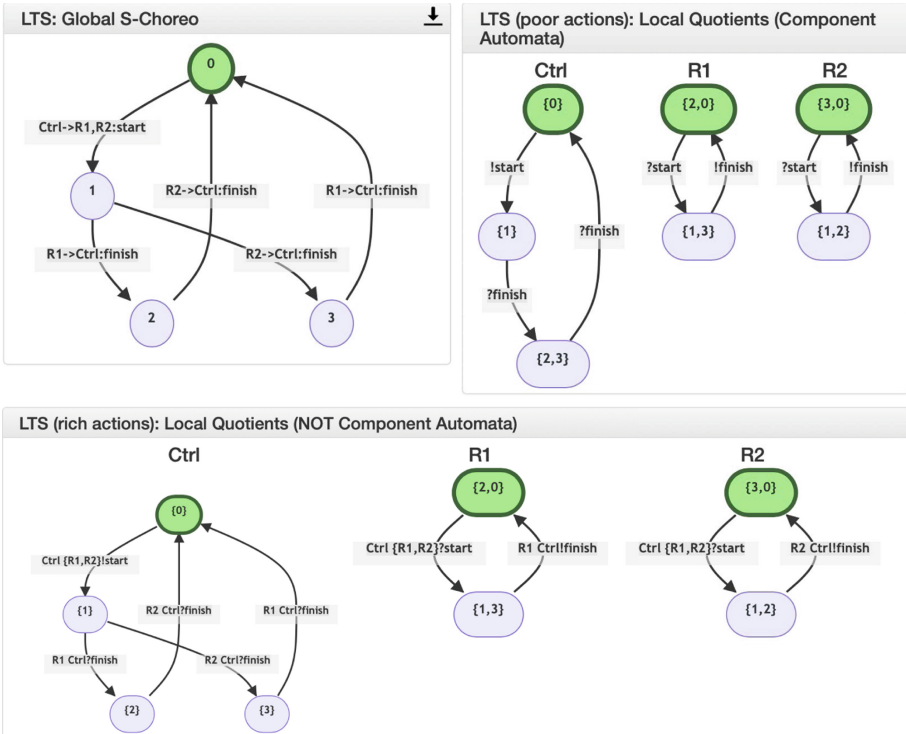 LTS: Global S-Choreo
0
Ctrl->R1,R2:start
1
R2->Ctrl:finish
R1->Ctrl:finish
R1->Ctrl:finish
R2->Ctrl:finish
2
3
LTS (poor actions): Local Quotients (Component
Automata)
Ctrl
{0}
!start
{1}
?finish
?finish
{2,3}
R1
{2,0}
?start
!finish
{1,3}
R2
{3,0}
?start
!finish
{1,2}
LTS (rich actions): Local Quotients (NOT Component Automata)
Ctrl
{0}
Ctrl {R1,R2}!start
{1}
R2 Ctrl?finish
R1 Ctrl?finish
R1 Ctrl?finish
R2 Ctrl?finish
{2}
{3}
R1
{2,0}
Ctrl {R1,R2}?start
R1 Ctrl!finish
{1,3}
R2
{3,0}
Ctrl {R1,R2}?start
R2 Ctrl!finish
{1,2}